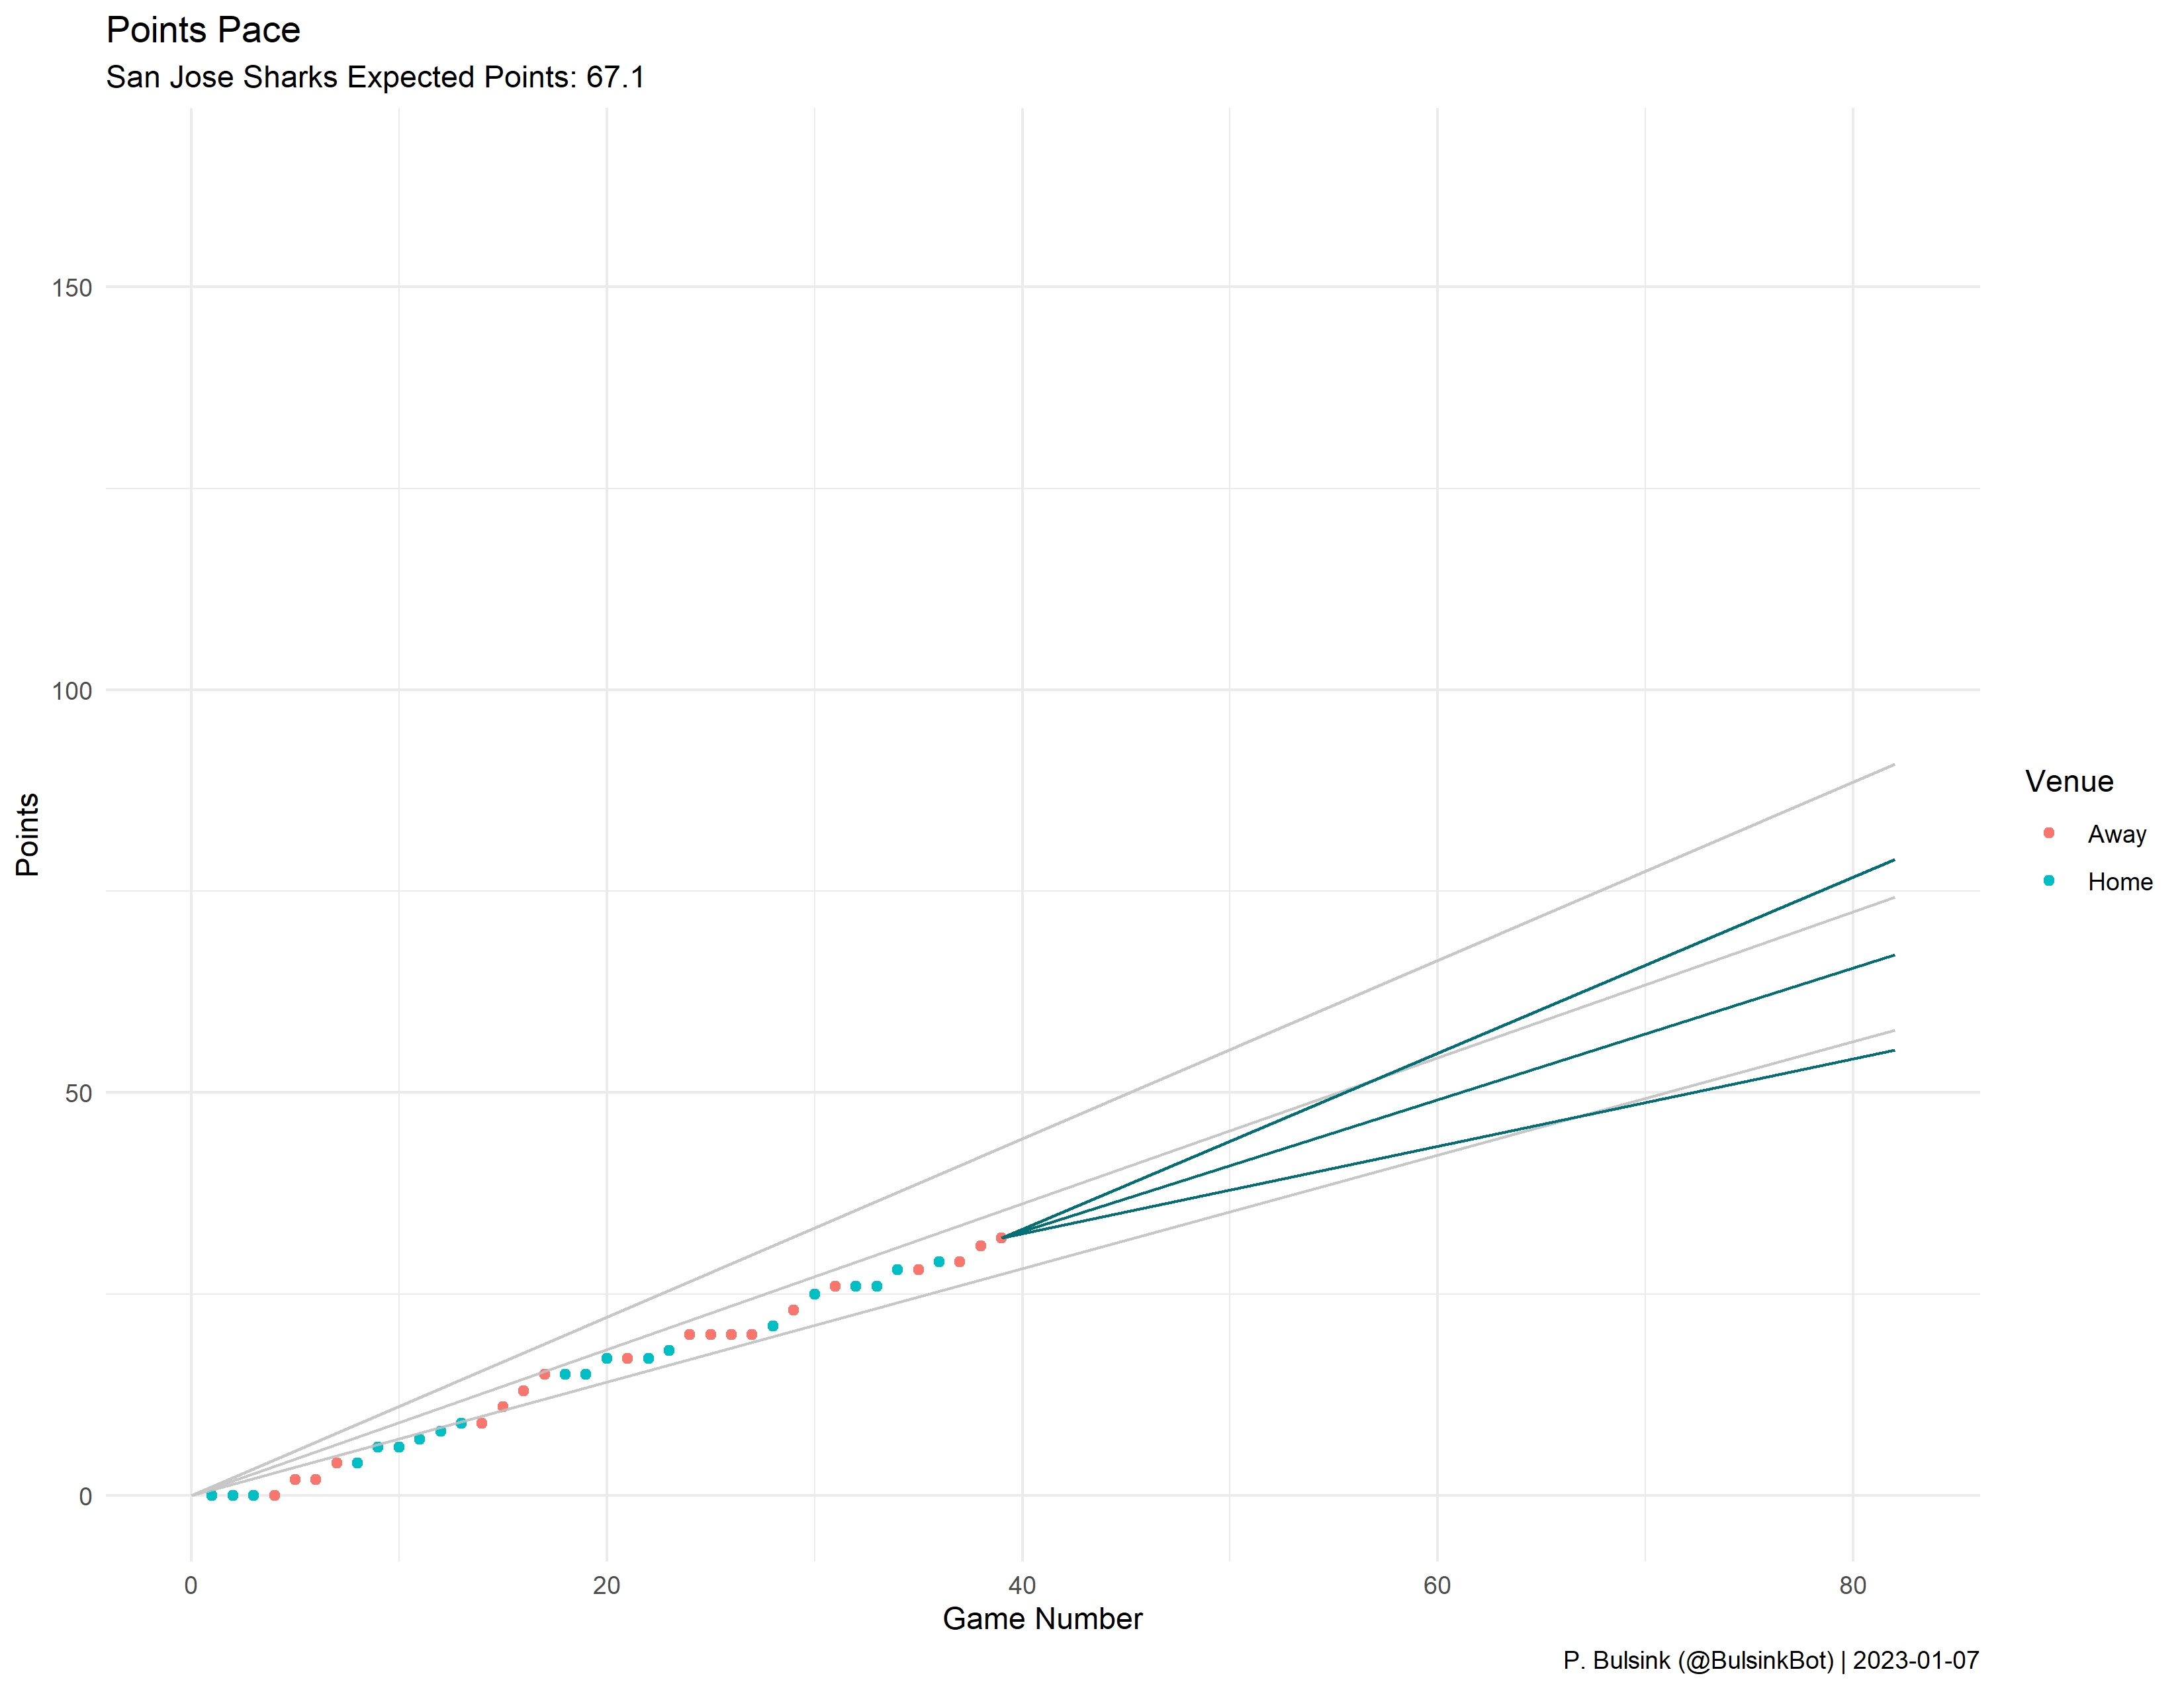 Points Pace
San Jose Sharks Expected Points: 67.1
150
100
50
0
Points
0 20 40 60 80
Game Number
Venue
Away
Home
P. Bulsink (@BulsinkBot) | 2023-01-07